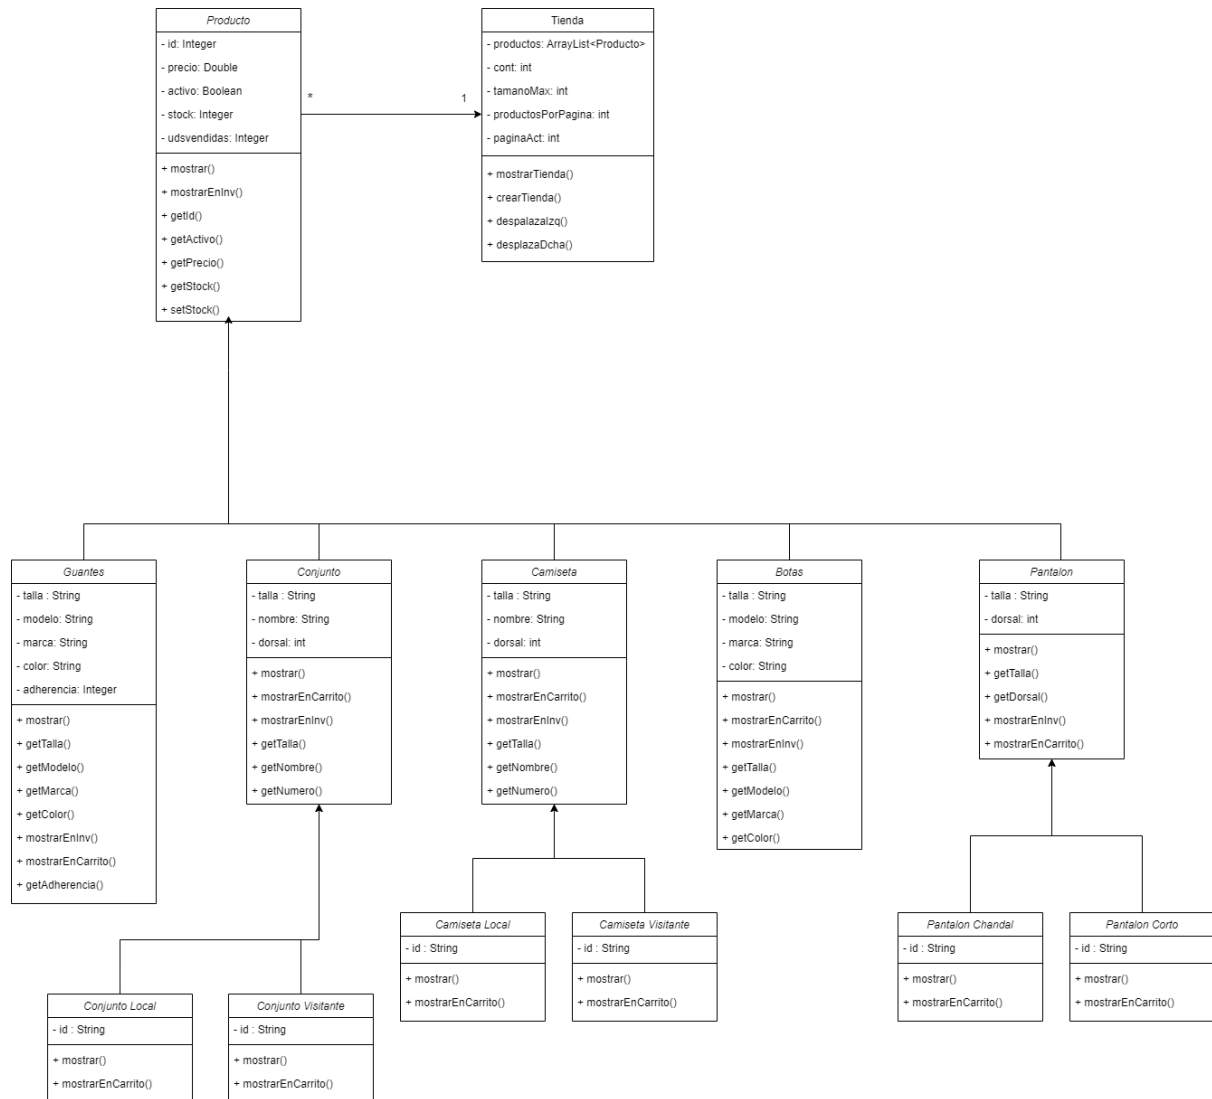 Producto
- id: Integer
- precio: Double
- activo: Boolean
- stock: Integer
- udsvendidas: Integer
+ mostrar()
+ mostrarEnInv()
+ getId()
+ getActivo()
+ getPrecio()
+ getStock()
+ setStock()
*
1
Tienda
- productos: ArrayList<Producto>
- cont: int
- tamanoMax: int
- productosPorPagina: int
- paginaAct: int
+ mostrarTienda()
+ crearTienda()
+ despalazaIzq()
+ desplazaDcha()
Guantes
- talla : String
- modelo: String
- marca: String
- color: String
- adherencia: Integer
+ mostrar()
+ getTalla()
+ getModelo()
+ getMarca()
+ getColor()
+ mostrarEnInv()
+ mostrarEnCarrito()
+ getAdherencia()
Conjunto
- talla : String
- nombre: String
- dorsal: int
+ mostrar()
+ mostrarEnCarrito()
+ mostrarEnInv()
+ getTalla()
+ getNombre()
+ getNumero()
Camiseta
- talla : String
- nombre: String
- dorsal: int
+ mostrar()
+ mostrarEnCarrito()
+ mostrarEnInv()
+ getTalla()
+ getNombre()
+ getNumero()
Botas
- talla : String
- modelo: String
- marca: String
- color: String
+ mostrar()
+ mostrarEnCarrito()
+ mostrarEnInv()
+ getTalla()
+ getModelo()
+ getMarca()
+ getColor()
Pantalon
- talla : String
- dorsal: int
+ mostrar()
+ getTalla()
+ getDorsal()
+ mostrarEnInv()
+ mostrarEnCarrito()
Conjunto Local
- id : String
+ mostrar()
+ mostrarEnCarrito()
Conjunto Visitante
- id : String
+ mostrar()
+ mostrarEnCarrito()
Camiseta Local
- id : String
+ mostrar()
+ mostrarEnCarrito()
Camiseta Visitante
- id : String
+ mostrar()
+ mostrarEnCarrito()
Pantalon Chandal
- id : String
+ mostrar()
+ mostrarEnCarrito()
Pantalon Corto
- id : String
+ mostrar()
+ mostrarEnCarrito()